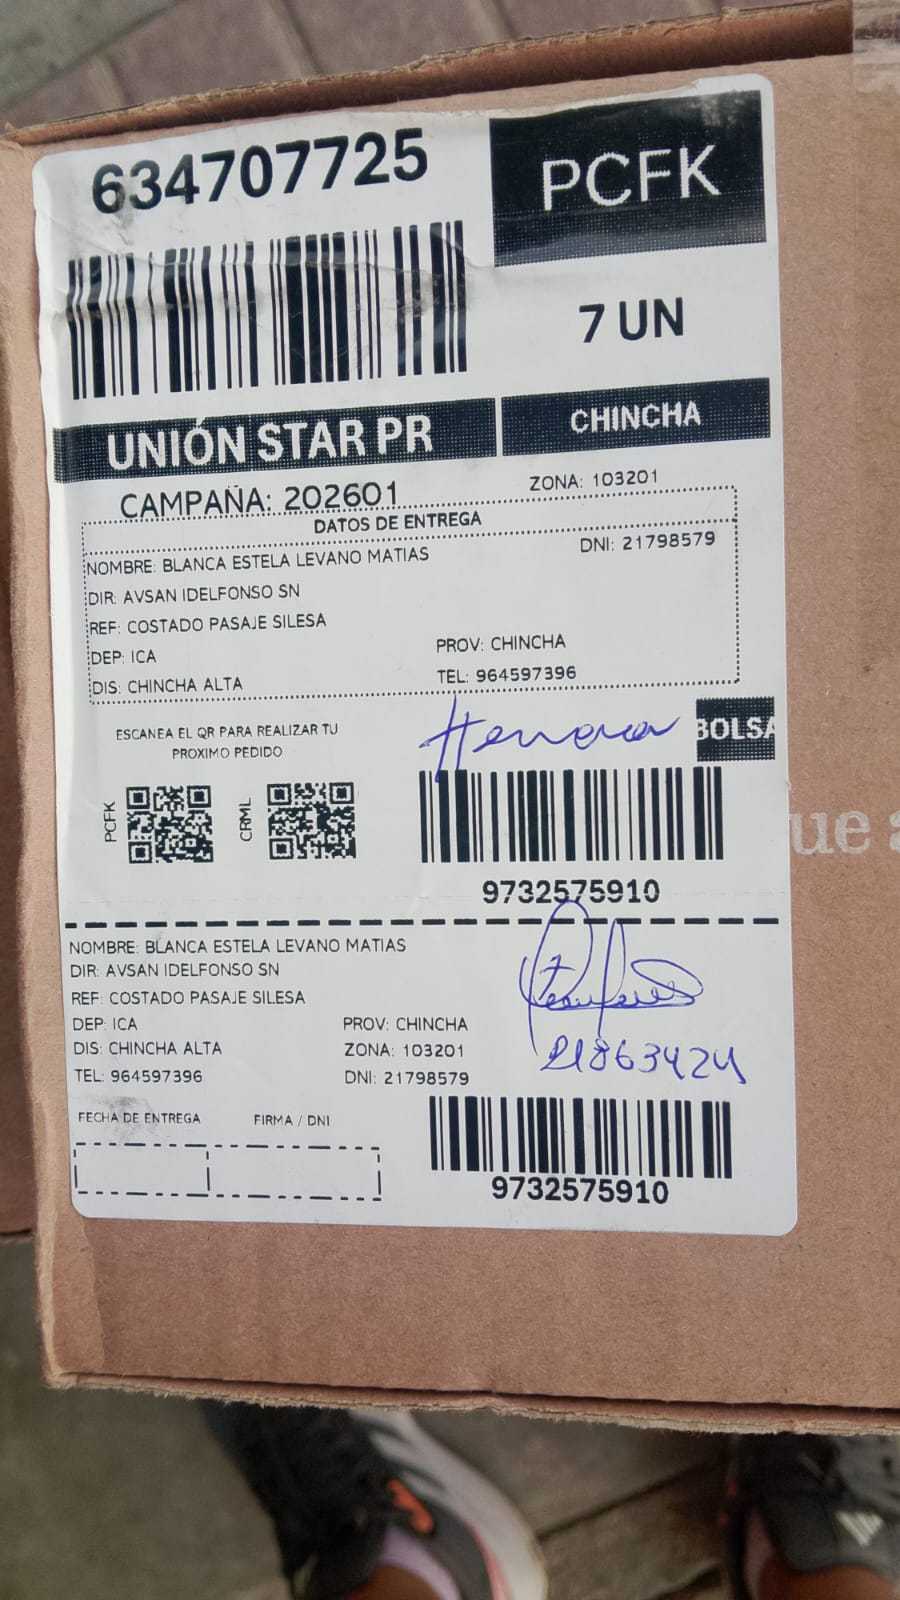 634707725
PCFK
7 UN
UNIÓN STAR PR
CHINCHA
CAMPAÑA: 202601
ZONA: 103201
DATOS DE ENTREGA
NOMBRE: BLANCA ESTELA LEVANO MATIAS
DNI: 21798579
DIR: AVSAN IDELFONSO SN
REF: COSTADO PASAJE SILESA
DEP: ICA
PROV: CHINCHA
DIS: CHINCHA ALTA
TEL: 964597396
ESCANEA EL QR PARA REALIZAR TU
PROXIMO PEDIDO
BOLSA
PCFK
CRML
ue a
9732575910
NOMBRE: BLANCA ESTELA LEVANO MATIAS
DIR: AVSAN IDELFONSO SN
REF: COSTADO PASAJE SILESA
DEP: ICA
PROV: CHINCHA
DIS: CHINCHA ALTA
ZONA: 103201
TEL: 964597396
DNI: 21798579
21863424
FECHA DE ENTREGA
FIRMA / DNI
9732575910